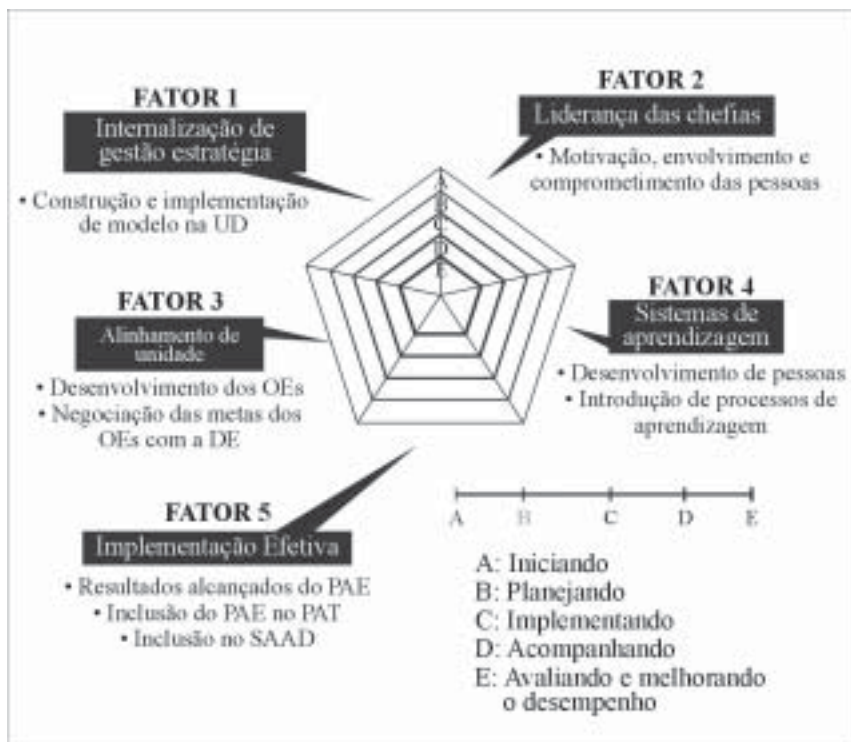 FATOR 1
Internalização de
gestão estratégia
• Construção e implementação
de modelo na UD
FATOR 2
Liderança das chefias
• Motivação, envolvimento e
comprometimento das pessoas
A
B
C
D
E
FATOR 3
Alinhamento de
unidade
• Desenvolvimento dos OEs
• Negociação das metas dos
OEs com a DE
FATOR 4
Sistemas de
aprendizagem
• Desenvolvimento de pessoas
• Introdução de processos de
aprendizagem
FATOR 5
Implementação Efetiva
• Resultados alcançados do PAE
• Inclusão do PAE no PAT
• Inclusão no SAAD
A B C D E
A: Iniciando
B: Planejando
C: Implementando
D: Acompanhando
E: Avaliando e melhorando
o desempenho